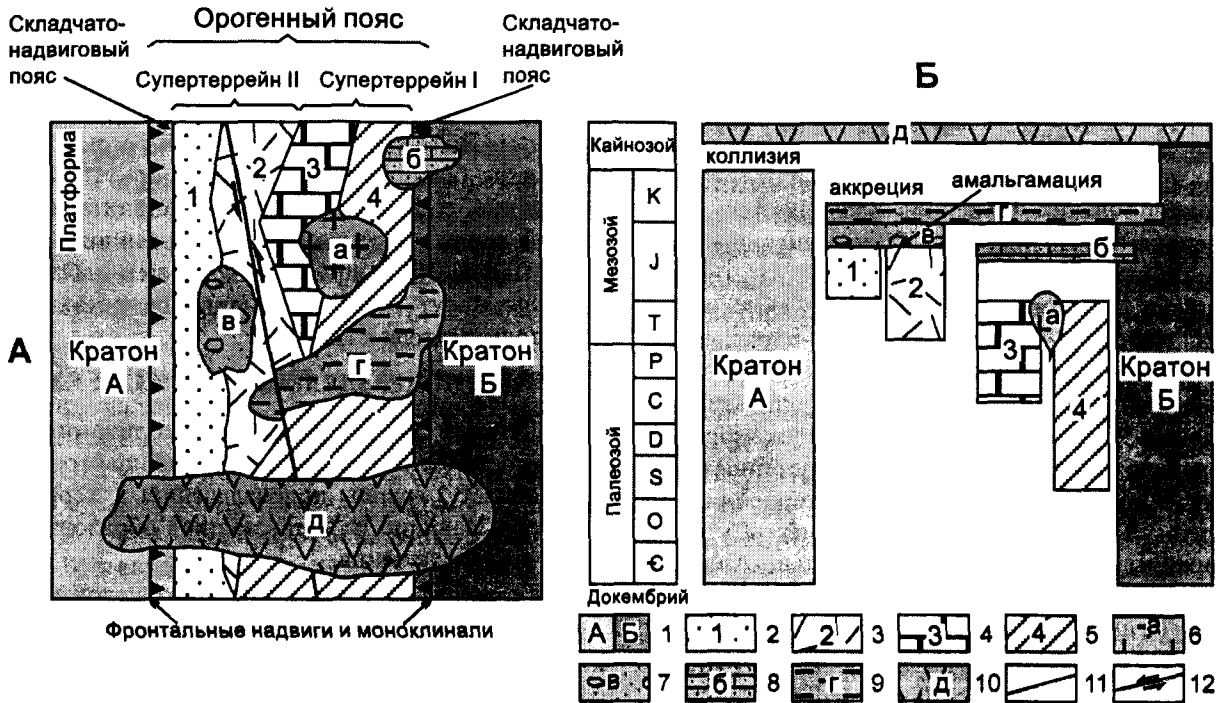 Складчато-
надвиговый
пояс
Орогенный пояс
Складчато-
надвиговый
пояс
Супертеррейн II
Супертеррейн I
А
Платформа
Кратон
А
1
2
3
4
а
б
в
г
д
Кратон
Б
Фронтальные надвиги и моноклинали
Б
Кайнозой
Мезозой
Палеозой
K
J
T
P
C
D
S
O
Є
Докембрий
д
коллизия
аккреция
амальгамация
г
в
б
1
2
а
3
4
Кратон
А
Кратон
Б
А Б 1
1 2
2 3
3 4
4 5
а 6
в 7
б 8
г 9
д 10
11
12